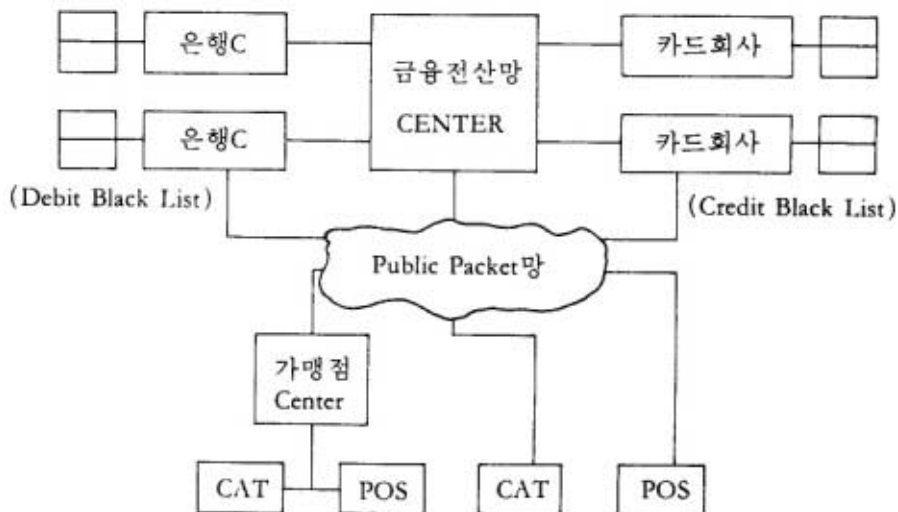 은행C
금융전산망
CENTER
카드회사
은행C
카드회사
(Debit Black List)
(Credit Black List)
Public Packet망
가맹점
Center
CAT
POS
CAT
POS